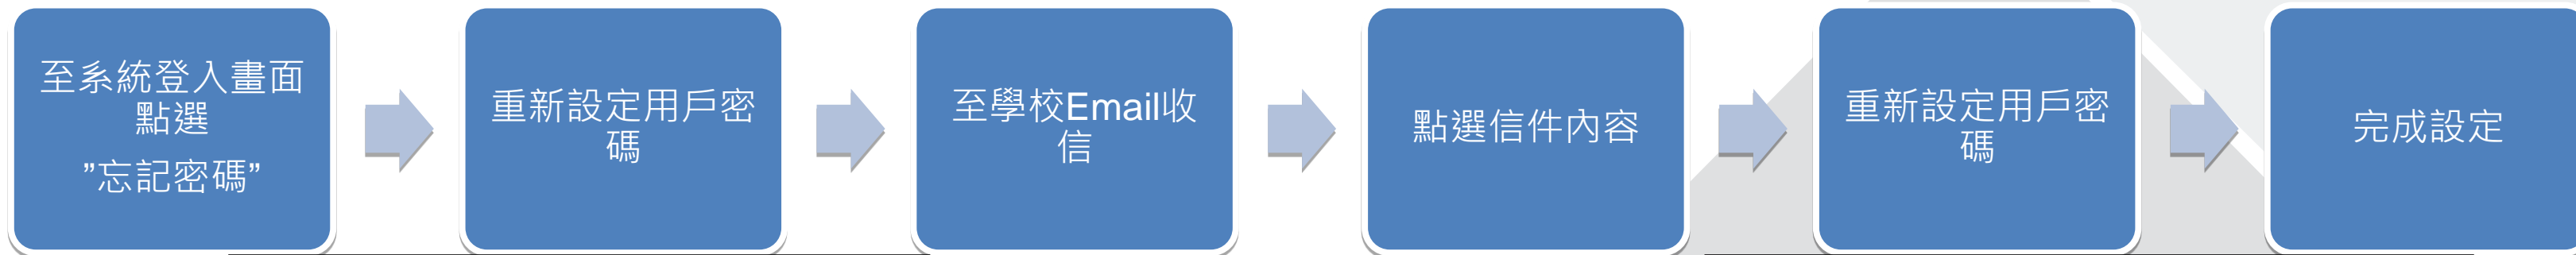 至系統登入畫面
點選
”忘記密碼”
重新設定用戶密
碼
至學校Email收
信
點選信件內容
重新設定用戶密
碼
完成設定